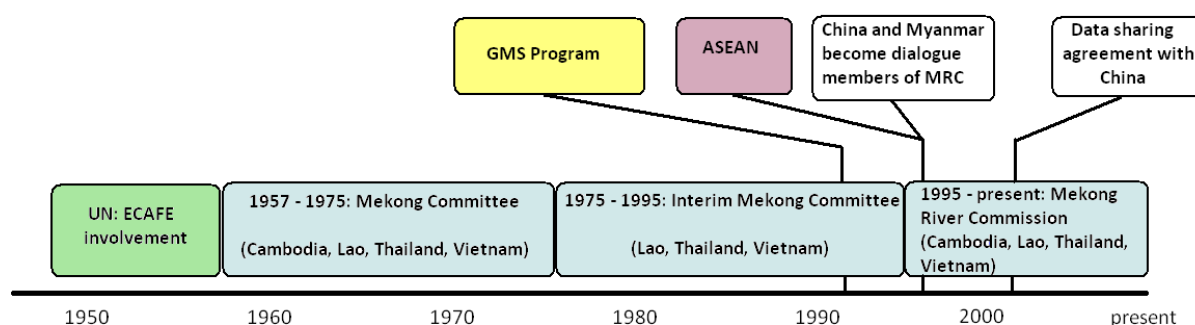 GMS Program
ASEAN
China and Myanmar
become dialogue
members of MRC
Data sharing
agreement with
China
UN: ECAFE
involvement
1957 - 1975: Mekong Committee
(Cambodia, Lao, Thailand, Vietnam)
1975 - 1995: Interim Mekong Committee
(Lao, Thailand, Vietnam)
1995 - present: Mekong
River Commission
(Cambodia, Lao, Thailand,
Vietnam)
1950
1960
1970
1980
1990
2000
present